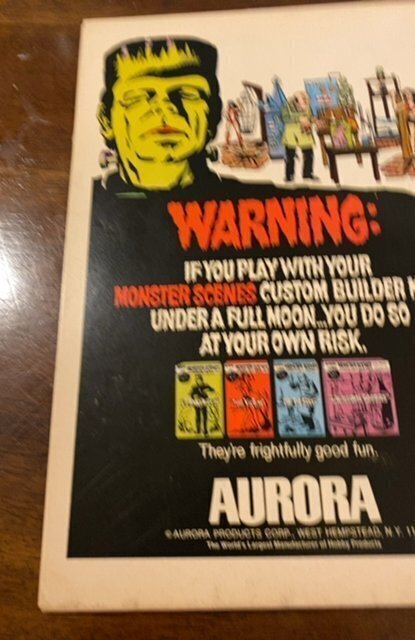 WARNING:
IF YOU PLAY WITH YOUR
MONSTER SCENES CUSTOM BUILDER K
UNDER A FULL MOON...YOU DO SO
AT YOUR OWN RISK.
They're frightfully good fun.
AURORA
© AURORA PRODUCTS CORP., WEST HEMPSTEAD, N.Y. 11
The World's Largest Manufacturer of Hobby Products